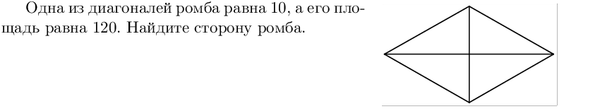 Одна из диагоналей ромба равна 10, а его пло-
щадь равна 120. Найдите сторону ромба.